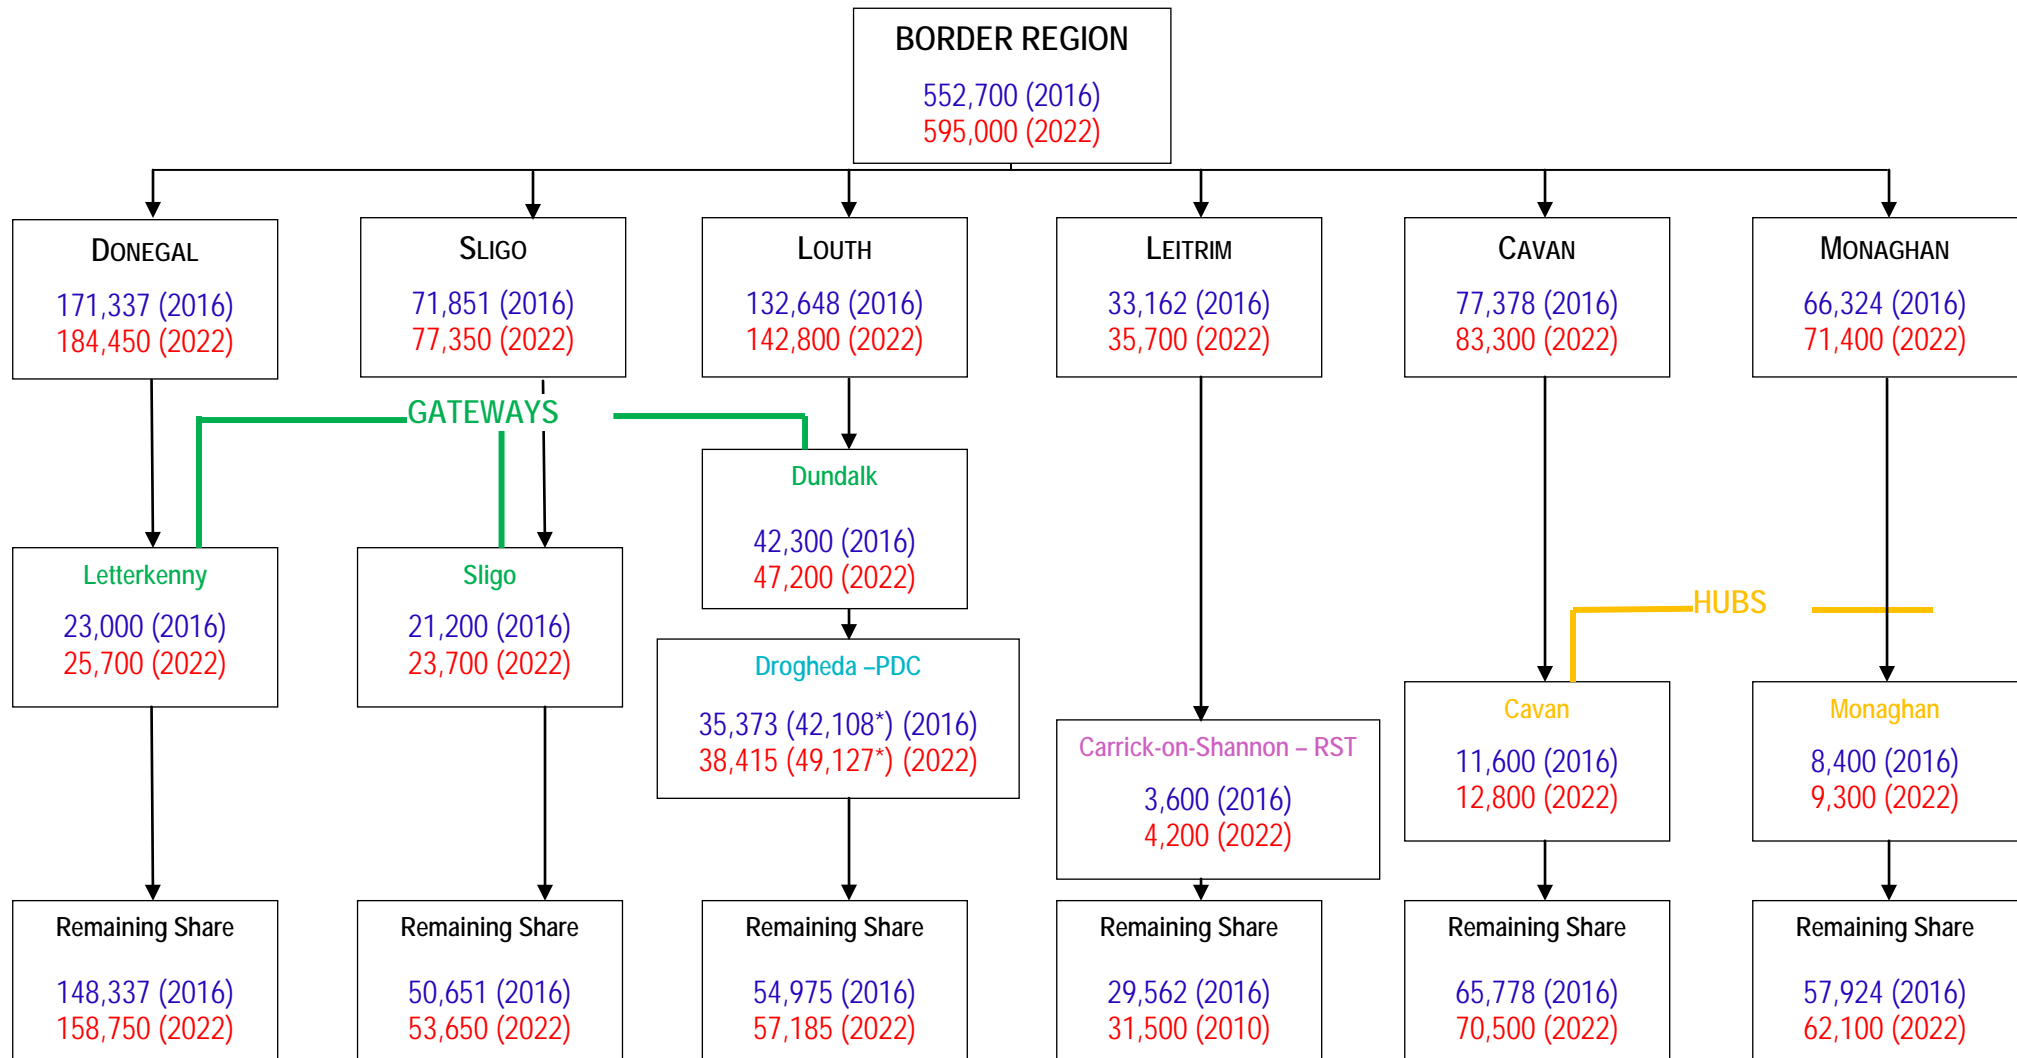 BORDER REGION
552,700 (2016)
595,000 (2022)
DONEGAL
171,337 (2016)
184,450 (2022)
SLIGO
71,851 (2016)
77,350 (2022)
LOUTH
132,648 (2016)
142,800 (2022)
LEITRIM
33,162 (2016)
35,700 (2022)
CAVAN
77,378 (2016)
83,300 (2022)
MONAGHAN
66,324 (2016)
71,400 (2022)
GATEWAYS
Letterkenny
23,000 (2016)
25,700 (2022)
Sligo
21,200 (2016)
23,700 (2022)
Dundalk
42,300 (2016)
47,200 (2022)
Drogheda –PDC
35,373 (42,108*) (2016)
38,415 (49,127*) (2022)
Carrick-on-Shannon – RST
3,600 (2016)
4,200 (2022)
HUBS
Cavan
11,600 (2016)
12,800 (2022)
Monaghan
8,400 (2016)
9,300 (2022)
Remaining Share
148,337 (2016)
158,750 (2022)
Remaining Share
50,651 (2016)
53,650 (2022)
Remaining Share
54,975 (2016)
57,185 (2022)
Remaining Share
29,562 (2016)
31,500 (2010)
Remaining Share
65,778 (2016)
70,500 (2022)
Remaining Share
57,924 (2016)
62,100 (2022)